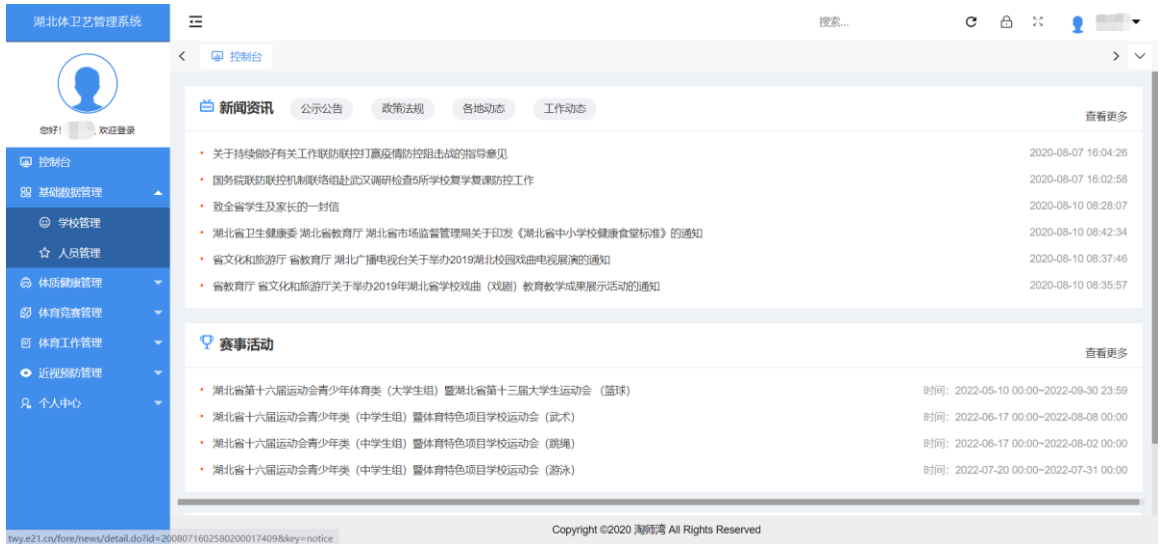 湖北体卫艺管理系统
搜索...
控制台
您好! , 欢迎登录
新闻资讯 公示公告 政策法规 各地动态 工作动态 查看更多
关于持续做好有关工作联防联控打赢疫情防控阻击战的指导意见 2020-08-07 16:04:26
国务院联防联控机制联络组赴武汉调研检查5所学校复学复课防控工作 2020-08-07 16:02:58
致全省学生及家长的一封信 2020-08-10 08:28:07
湖北省卫生健康委 湖北省教育厅 湖北省市场监督管理局关于印发《湖北省中小学校健康食堂标准》的通知 2020-08-10 08:42:34
省文化和旅游厅 省教育厅 湖北广播电视台关于举办2019湖北校园戏曲电视展演的通知 2020-08-10 08:37:46
省教育厅 省文化和旅游厅关于举办2019年湖北省学校戏曲（戏剧）教育教学成果展示活动的通知 2020-08-10 08:35:57
控制台
基础数据管理
学校管理
人员管理
体质健康管理
体育竞赛管理
体育工作管理
近视预防管理
个人中心
赛事活动 查看更多
湖北省第十六届运动会青少年体育类（大学生组）暨湖北省第十三届大学生运动会 （篮球） 时间：2022-05-10 00:00~2022-09-30 23:59
湖北省十六届运动会青少年类（中学生组）暨体育特色项目学校运动会（武术） 时间：2022-06-17 00:00~2022-08-08 00:00
湖北省十六届运动会青少年类（中学生组）暨体育特色项目学校运动会（跳绳） 时间：2022-06-17 00:00~2022-08-02 00:00
湖北省十六届运动会青少年类（中学生组）暨体育特色项目学校运动会（游泳） 时间：2022-07-20 00:00~2022-07-31 00:00
Copyright ©2020 淘师湾 All Rights Reserved
twy.e21.cn/fore/news/detail.do?id=2008071602580200017409&key=notice